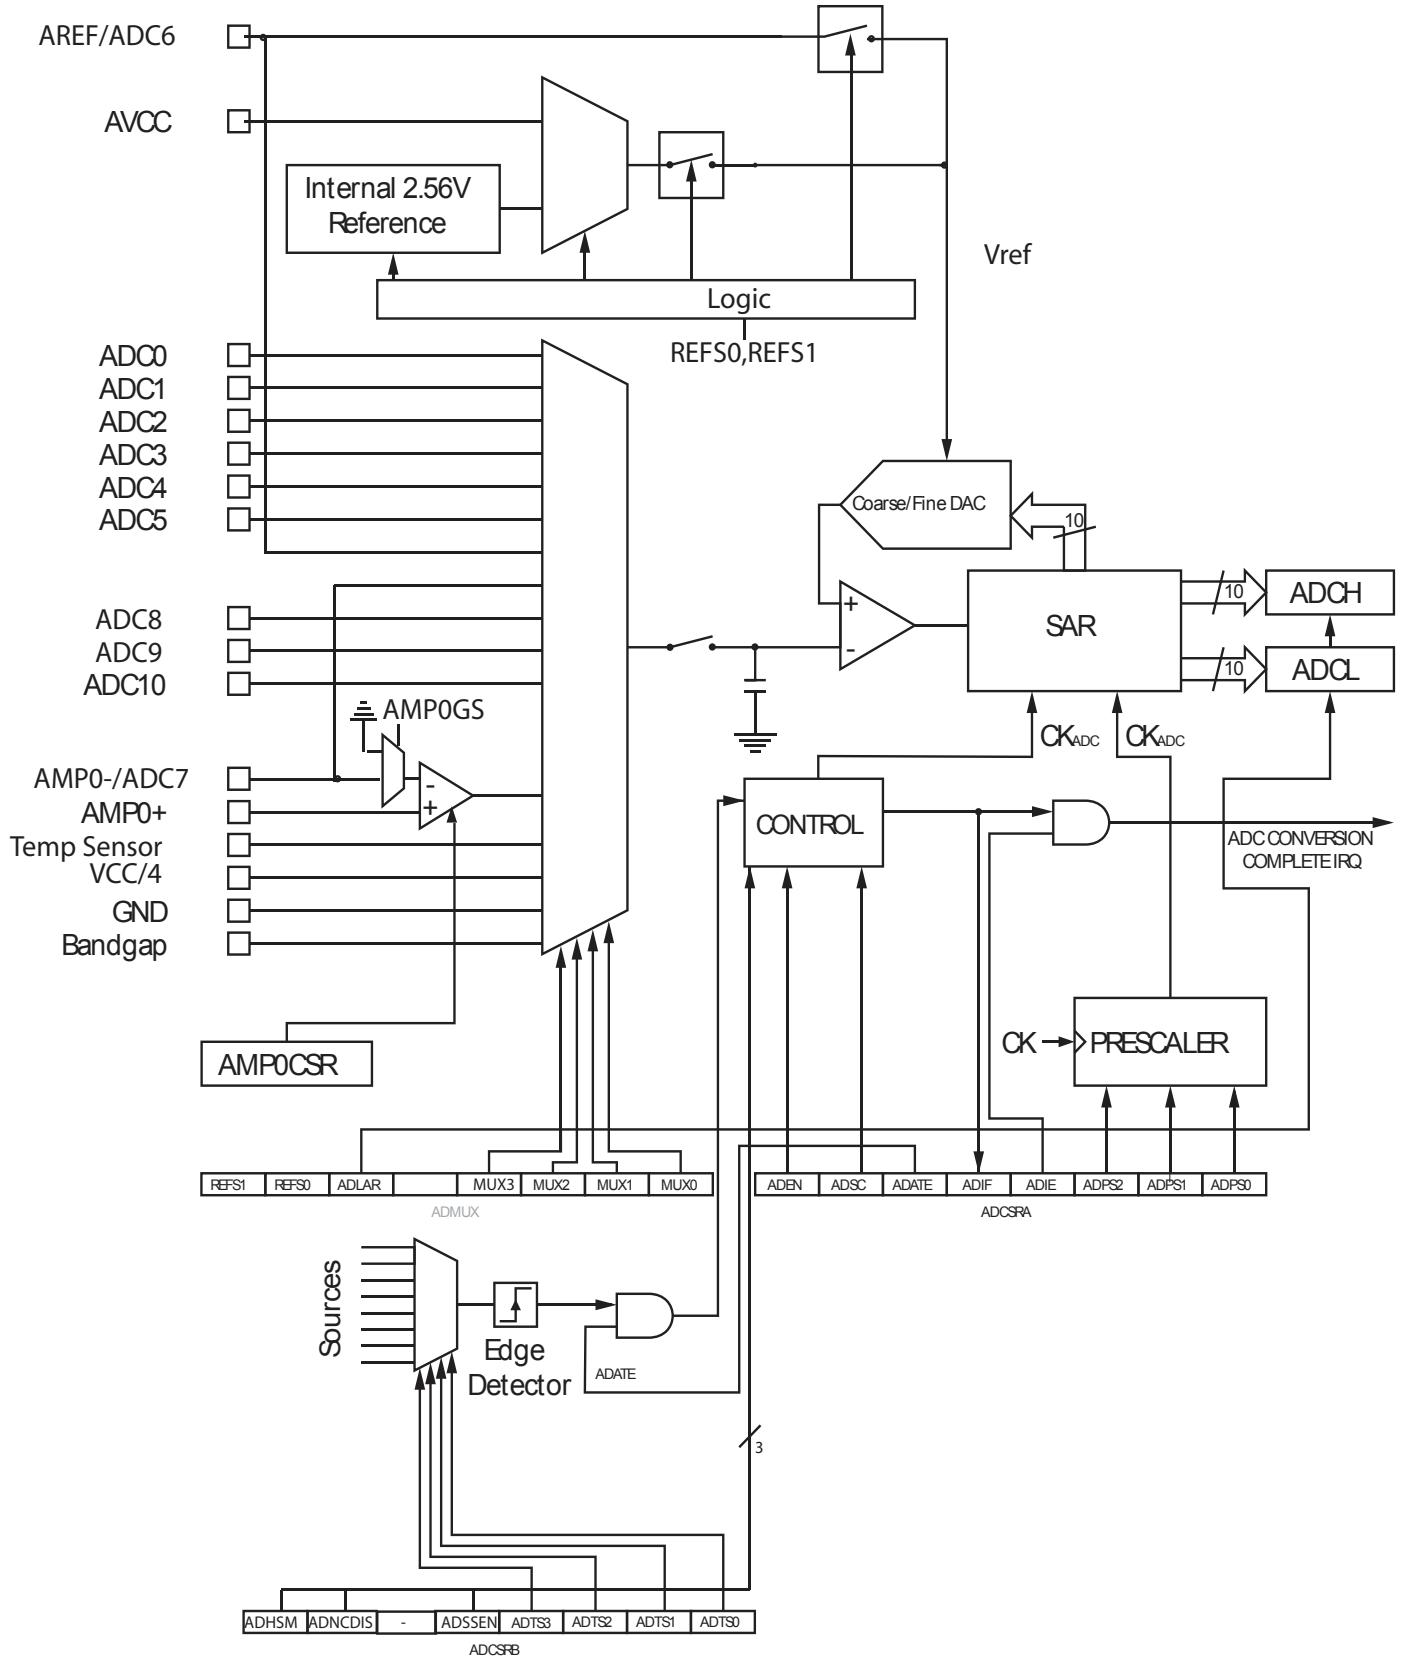 AREF/ADC6
AVCC
Internal 2.56V
Reference
Vref
Logic
REFS0,REFS1
ADC0
ADC1
ADC2
ADC3
ADC4
ADC5
Coarse/Fine DAC
10
ADC8
ADC9
ADC10
+
-
SAR
10
ADCH
10
ADCL
AMP0GS
CKADC
CKADC
AMP0-/ADC7
AMP0+
-
+
Temp Sensor
VCC/4
GND
Bandgap
CONTROL
ADC CONVERSION
COMPLETE IRQ
CK
PRESCALER
AMP0CSR
REFS1 REFS0 ADLAR MUX3 MUX2 MUX1 MUX0
ADMUX
ADEN ADSC ADATE ADIF ADIE ADPS2 ADPS1 ADPS0
ADCSRA
Sources
Edge
Detector
ADATE
3
ADHSM ADNCDIS - ADSSEN ADTS3 ADTS2 ADTS1 ADTS0
ADCSRB